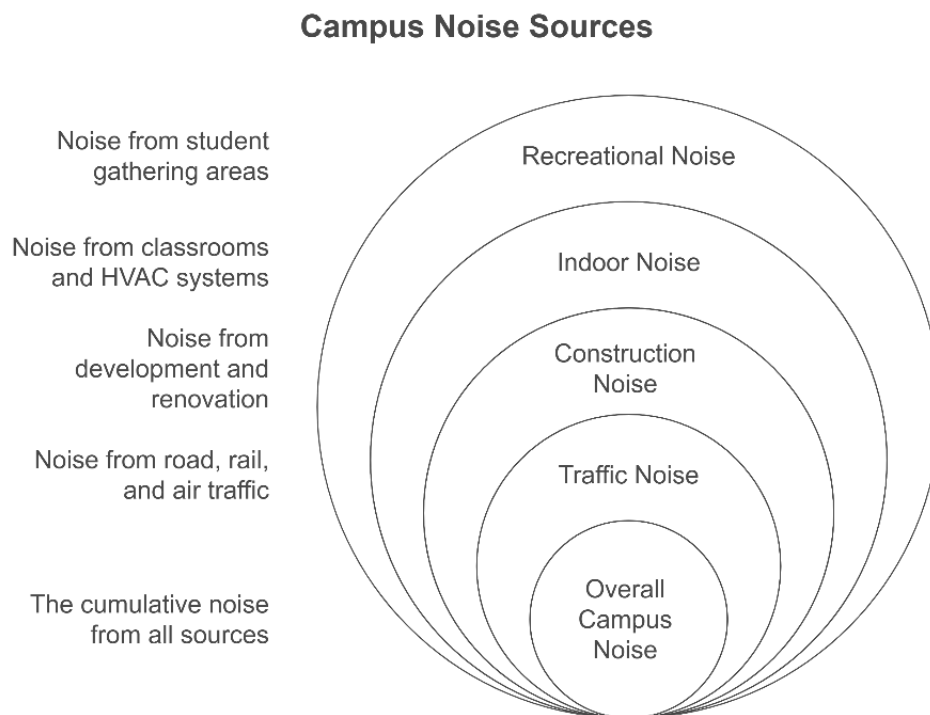 Campus Noise Sources
Noise from student
gathering areas
Recreational Noise
Noise from classrooms
and HVAC systems
Indoor Noise
Noise from
development and
renovation
Construction
Noise
Noise from road, rail,
and air traffic
Traffic Noise
The cumulative noise
from all sources
Overall
Campus
Noise